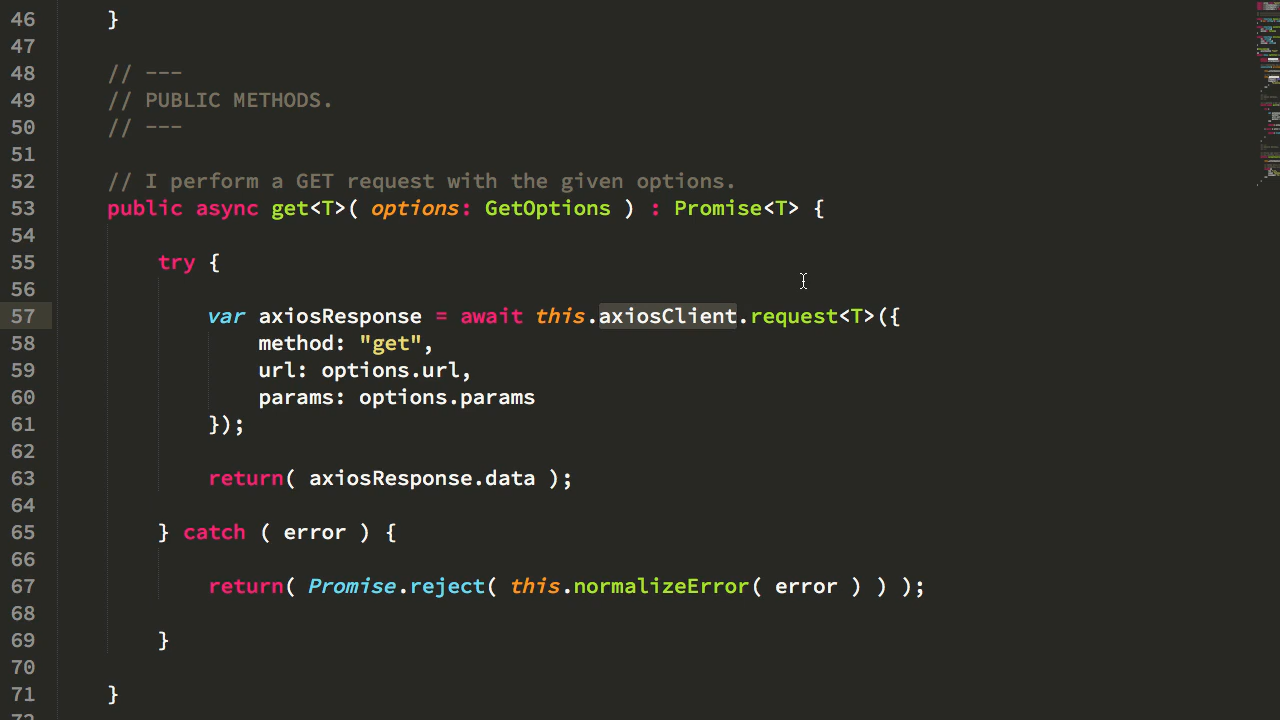 46 }
47
48 // ---
49 // PUBLIC METHODS.
50 // ---
51
52 // I perform a GET request with the given options.
53 public async get<T>( options: GetOptions ) : Promise<T> {
54
55 try {
56
57 var axiosResponse = await this.axiosClient.request<T>({
58 method: "get",
59 url: options.url,
60 params: options.params
61 });
62
63 return( axiosResponse.data );
64
65 } catch ( error ) {
66
67 return( Promise.reject( this.normalizeError( error ) ) );
68
69 }
70
71 }